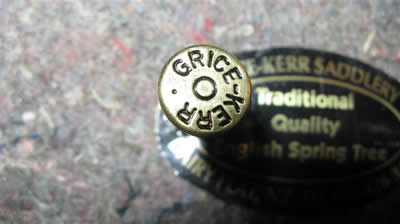 GRICE-KERR
-KERR SADDLERY
Traditional
Quality
English Spring Tree